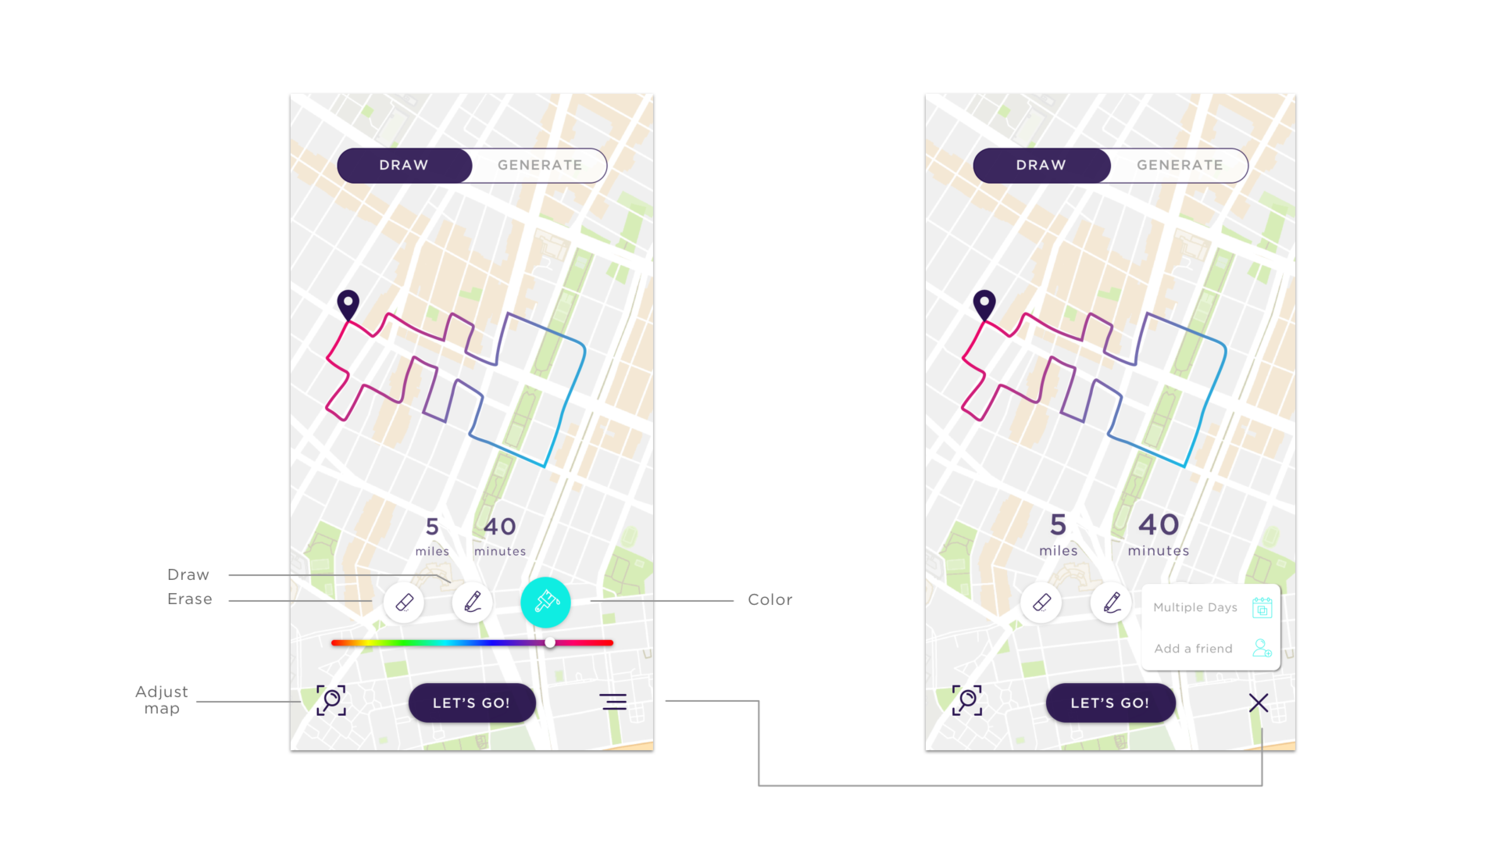 DRAW GENERATE
5 40
miles minutes
Draw
Erase
Color
Adjust
map
LET'S GO!
DRAW GENERATE
5 40
miles minutes
Multiple Days
Add a friend
LET'S GO!